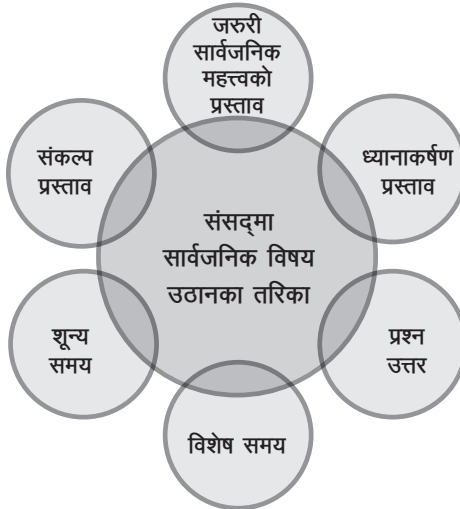 जरुरी
सार्वजनिक
महत्त्वको
प्रस्ताव
संकल्प
प्रस्ताव
ध्यानाकर्षण
प्रस्ताव
संसद्‌मा
सार्वजनिक विषय
उठानका तरिका
शून्य
समय
प्रश्न
उत्तर
विशेष समय